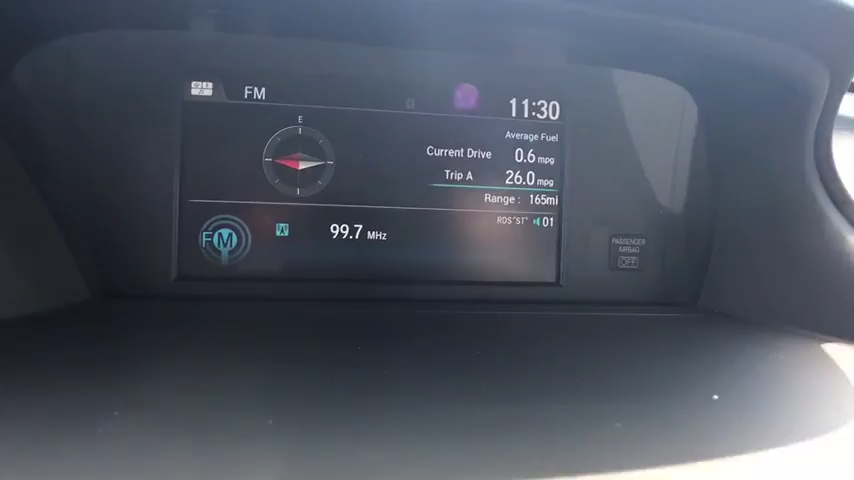 FM
11:30
E
Average Fuel
Current Drive 0.6 mpg
Trip A 26.0 mpg
Range : 165mi
RDS"ST" 01
FM
99.7 MHz
PASSENGER
AIRBAG
OFF